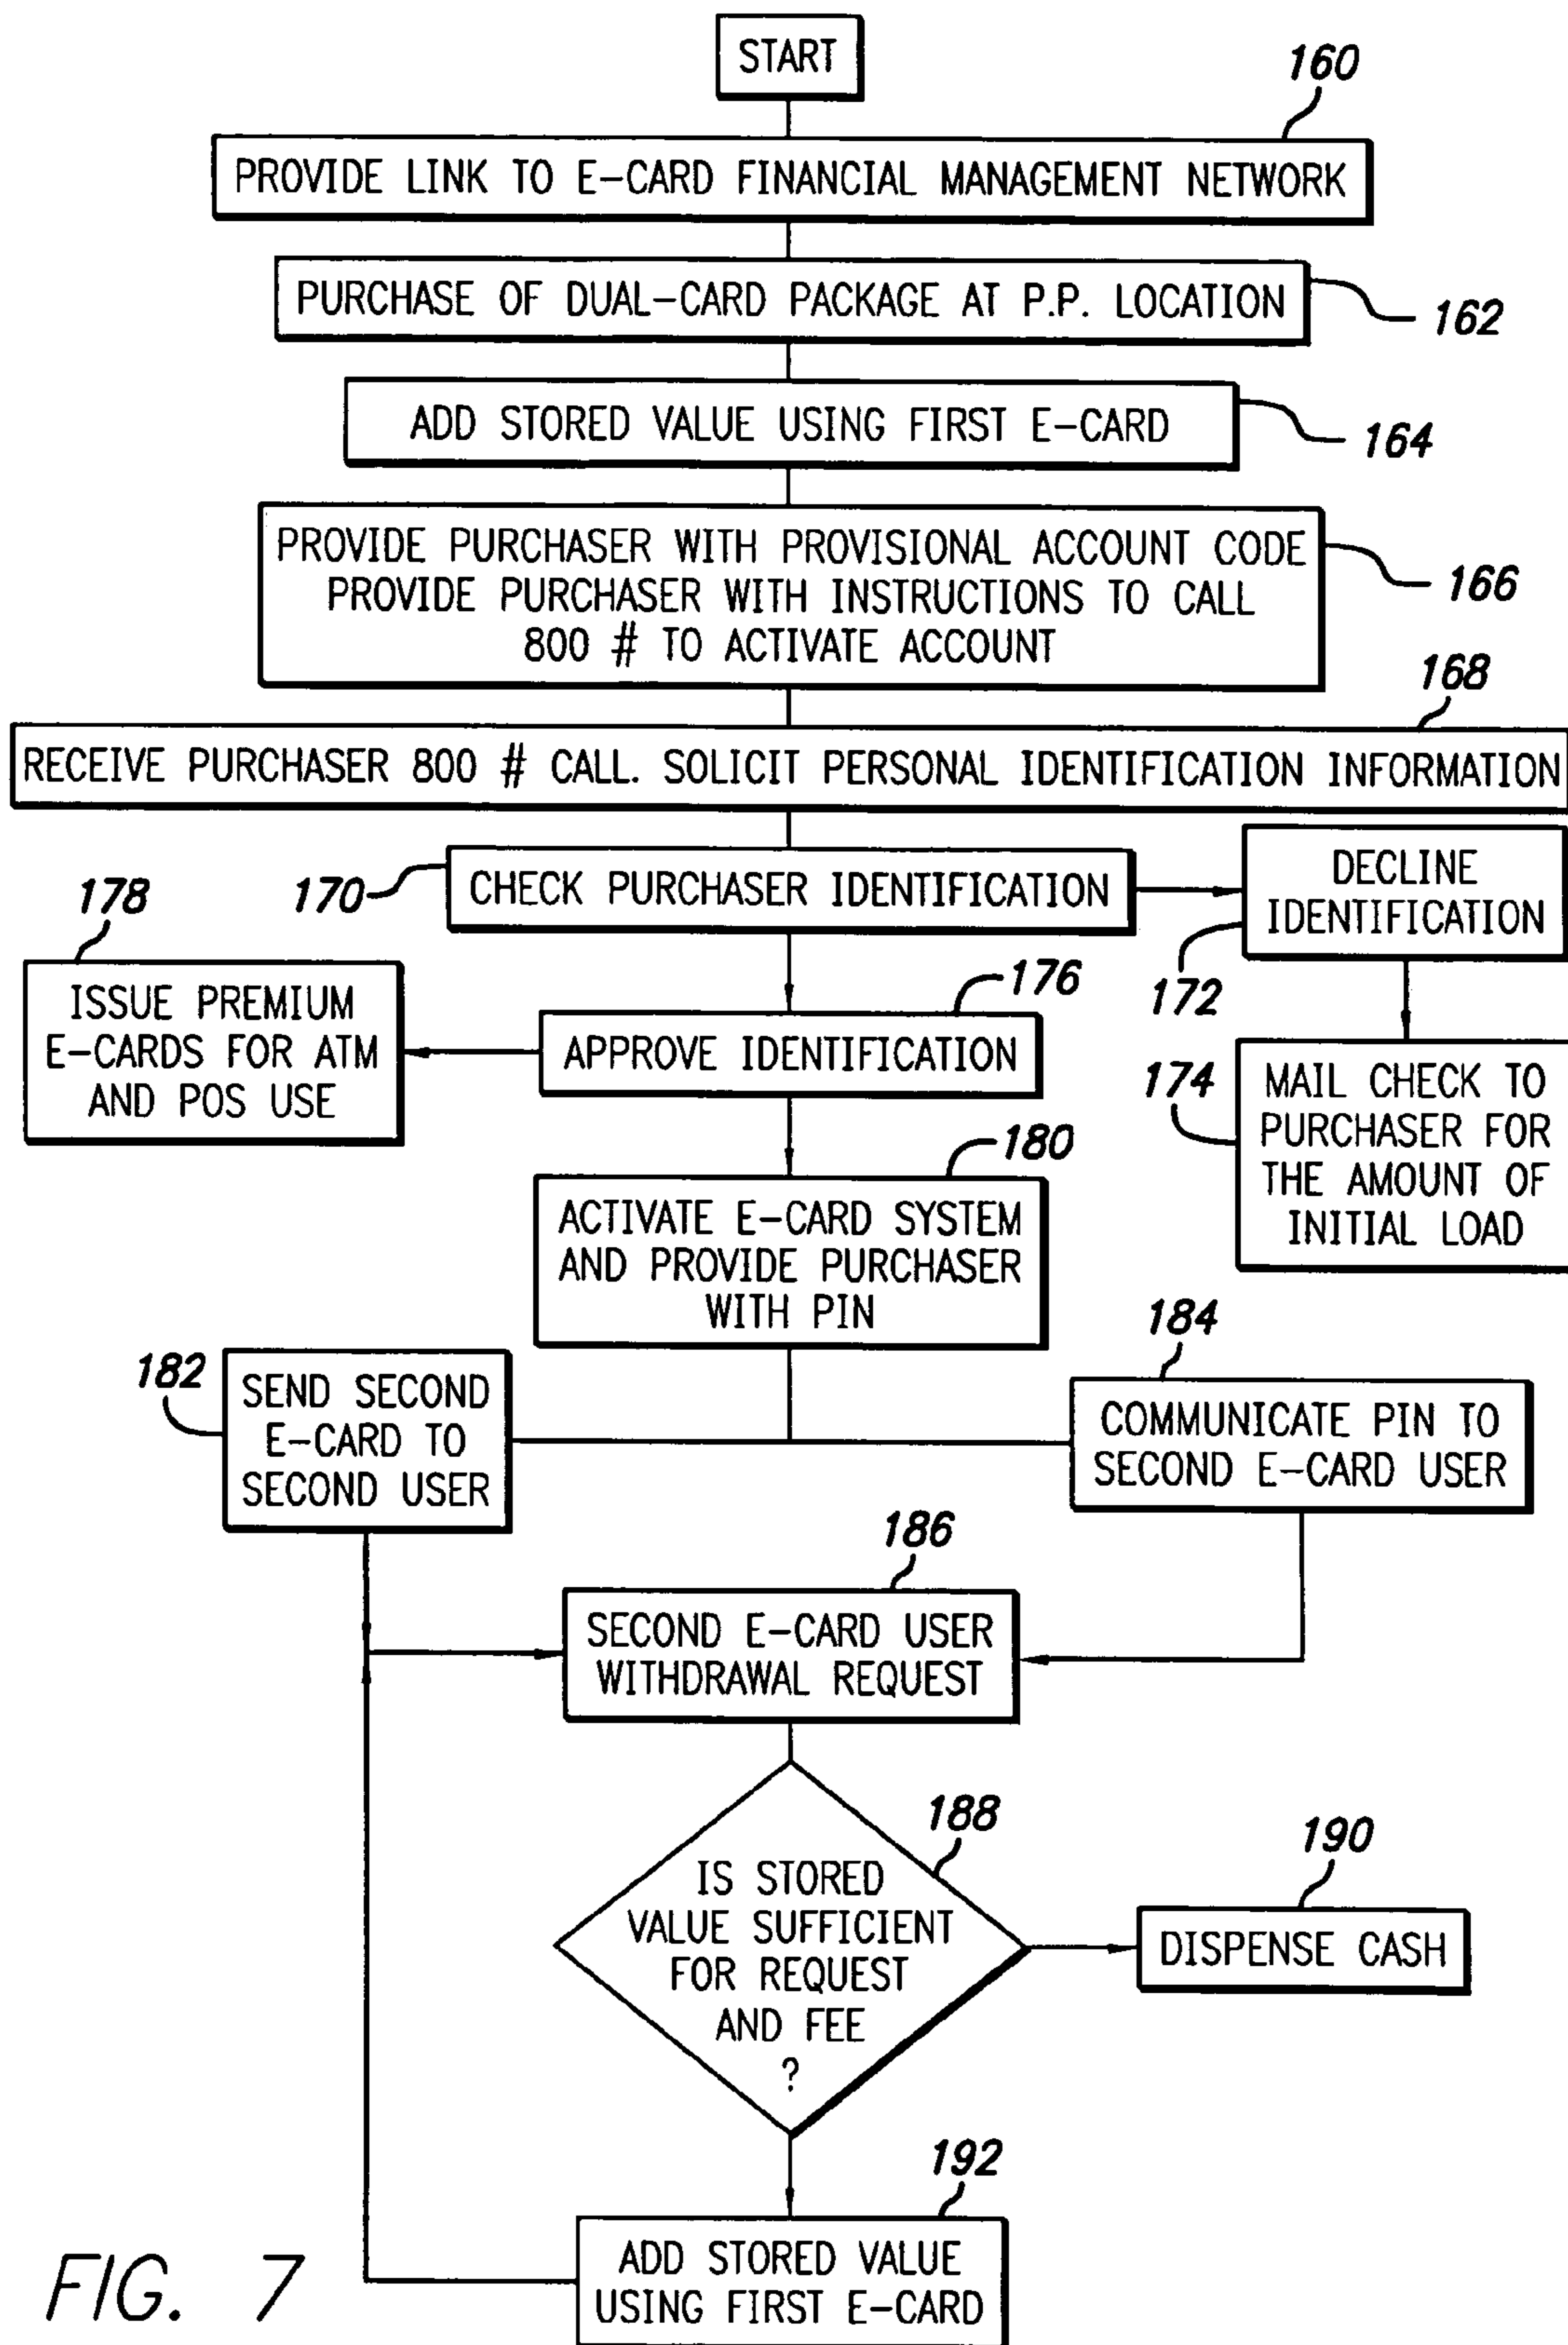 START
160
PROVIDE LINK TO E-CARD FINANCIAL MANAGEMENT NETWORK
PURCHASE OF DUAL-CARD PACKAGE AT P.P. LOCATION
162
ADD STORED VALUE USING FIRST E-CARD
164
PROVIDE PURCHASER WITH PROVISIONAL ACCOUNT CODE
PROVIDE PURCHASER WITH INSTRUCTIONS TO CALL
800 # TO ACTIVATE ACCOUNT
166
168
RECEIVE PURCHASER 800 # CALL. SOLICIT PERSONAL IDENTIFICATION INFORMATION
170
CHECK PURCHASER IDENTIFICATION
DECLINE
IDENTIFICATION
172
178
ISSUE PREMIUM
E-CARDS FOR ATM
AND POS USE
176
APPROVE IDENTIFICATION
174
MAIL CHECK TO
PURCHASER FOR
THE AMOUNT OF
INITIAL LOAD
180
ACTIVATE E-CARD SYSTEM
AND PROVIDE PURCHASER
WITH PIN
182
SEND SECOND
E-CARD TO
SECOND USER
184
COMMUNICATE PIN TO
SECOND E-CARD USER
186
SECOND E-CARD USER
WITHDRAWAL REQUEST
188
IS STORED
VALUE SUFFICIENT
FOR REQUEST
AND FEE
?
190
DISPENSE CASH
192
ADD STORED VALUE
USING FIRST E-CARD
FIG. 7